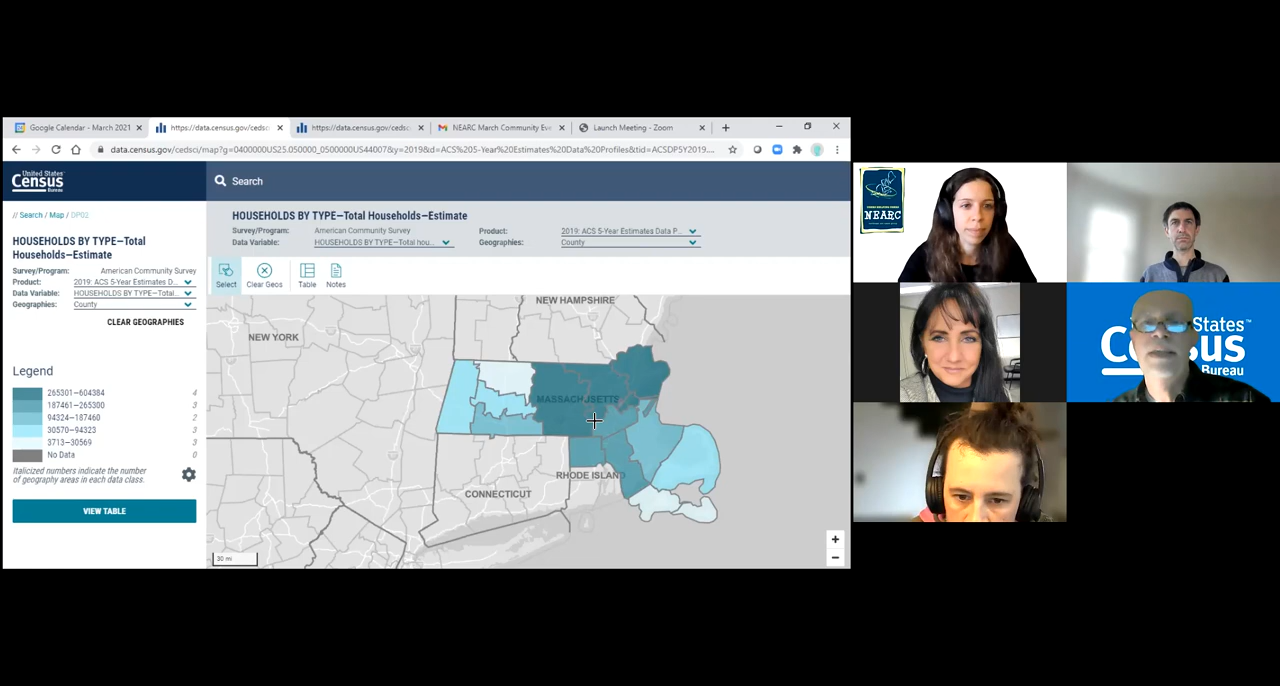 Google Calendar - March 2021
https://data.census.gov/cedsc
https://data.census.gov/cedsc
NEARC March Community Eve
Launch Meeting - Zoom
data.census.gov/cedsci/map?g=0400000US25.050000_0500000US44007&y=2019&d=ACS%205-Year%20Estimates%20Data%20Profiles&tid=ACSDP5Y2019....
United States™
Census
Bureau
Search
// Search / Map / DP02
HOUSEHOLDS BY TYPE—Total
Households—Estimate
Survey/Program: American Community Survey
Product: 2019: ACS 5-Year Estimates D...
Data Variable: HOUSEHOLDS BY TYPE—Total...
Geographies: County
CLEAR GEOGRAPHIES
Legend
265301—604384 4
187461—265300 3
94324—187460 2
30570—94323 3
3713—30569 3
No Data 0
Italicized numbers indicate the number
of geography areas in each data class.
VIEW TABLE
HOUSEHOLDS BY TYPE—Total Households—Estimate
Survey/Program: American Community Survey Product: 2019: ACS 5-Year Estimates Data P...
Data Variable: HOUSEHOLDS BY TYPE—Total hou... Geographies: County
Select Clear Geos Table Notes
NEW HAMPSHIRE
NEW YORK
MASSACHUSETTS
RHODE ISLAND
CONNECTICUT
30 mi
+
−
NEARC
States™
Bureau